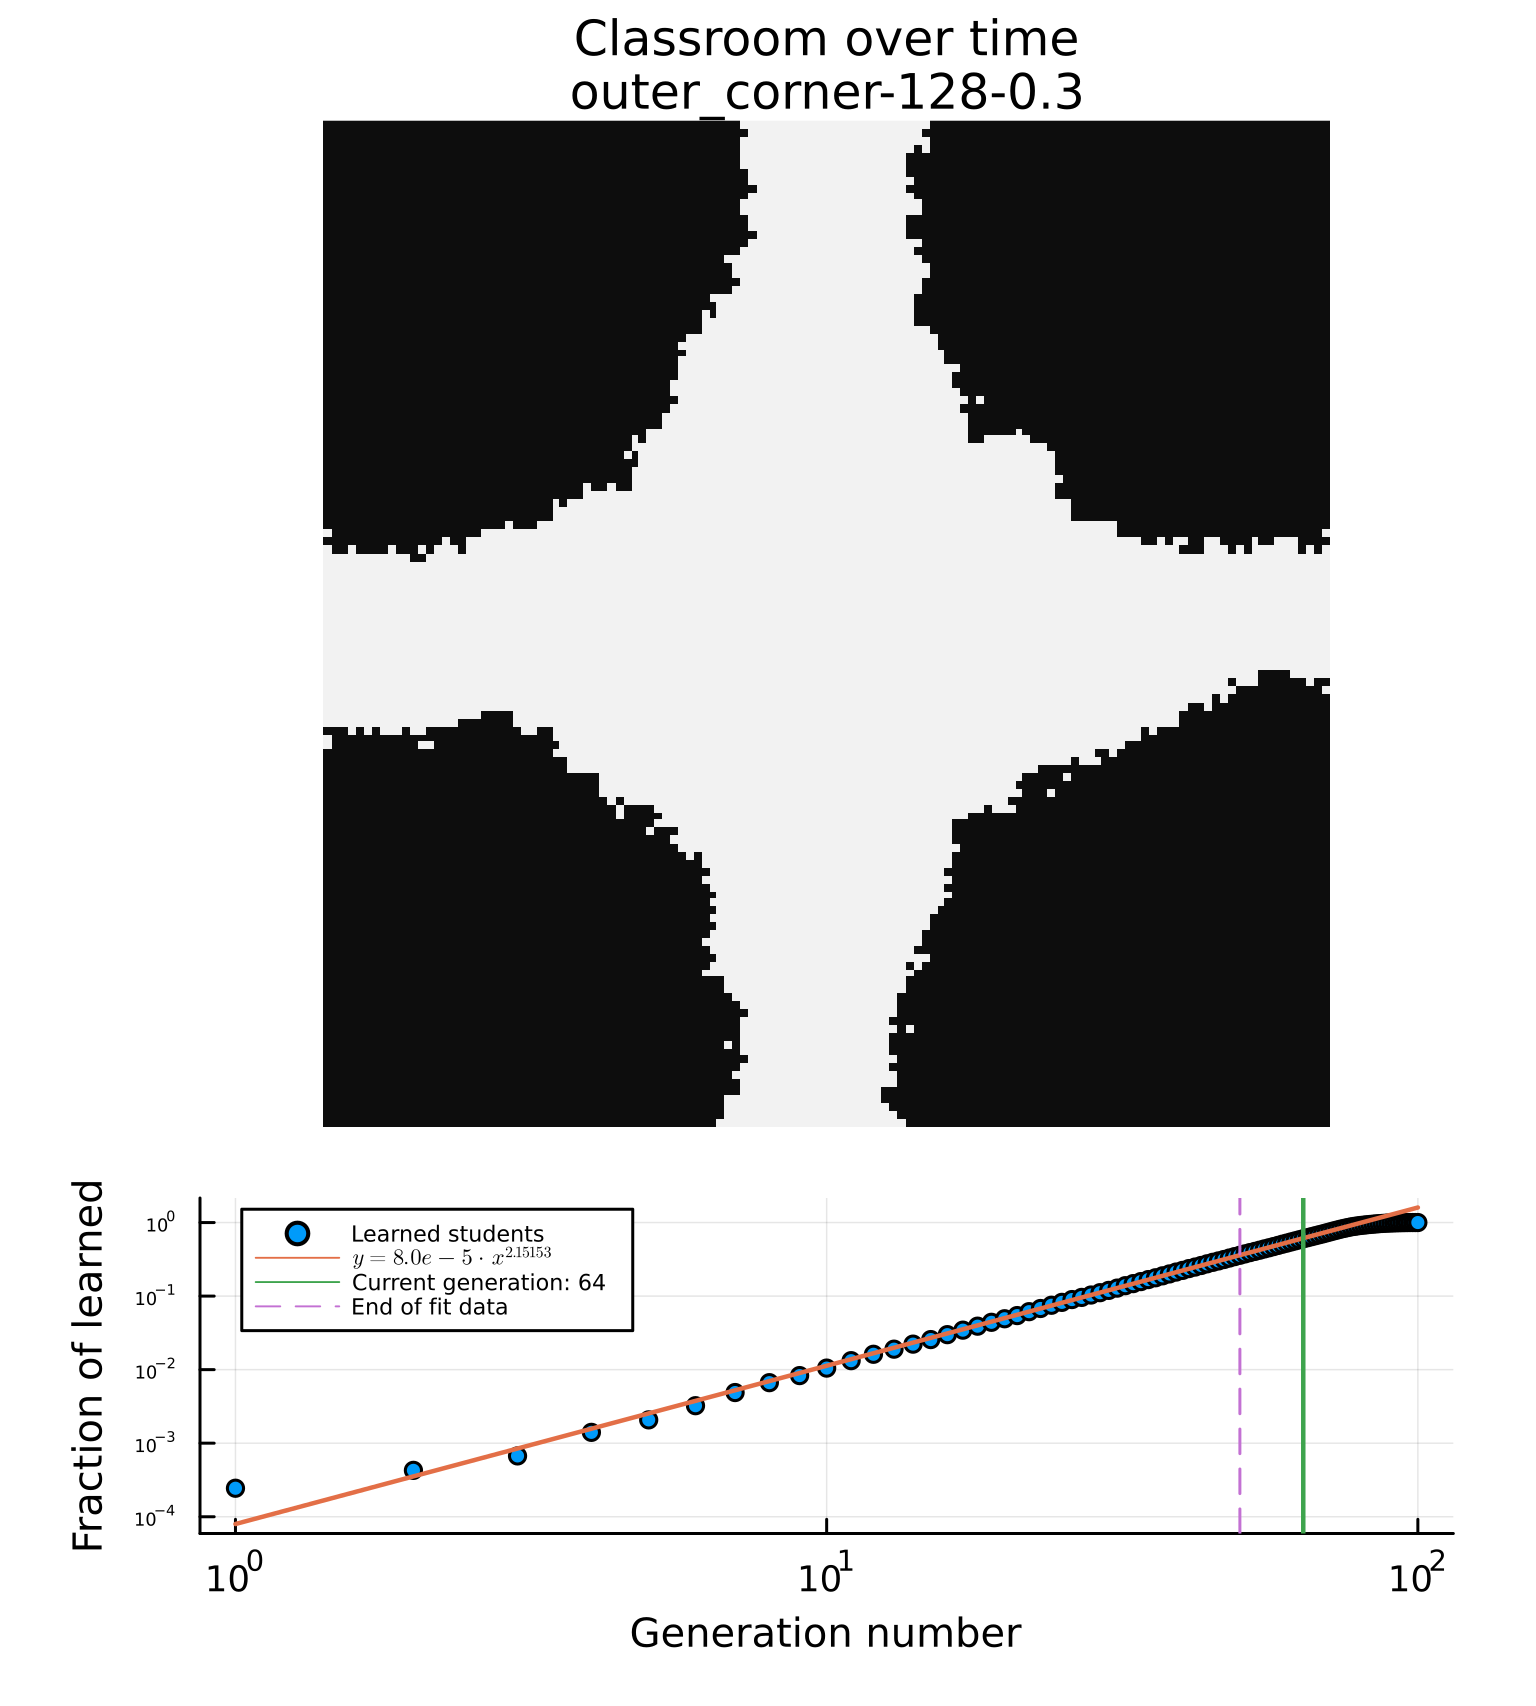 Classroom over time
outer_corner-128-0.3
Fraction of learned
10^0
10^-1
10^-2
10^-3
10^-4
Learned students
y = 8.0e − 5 · x^2.15153
Current generation: 64
End of fit data
10^0 10^1 10^2
Generation number